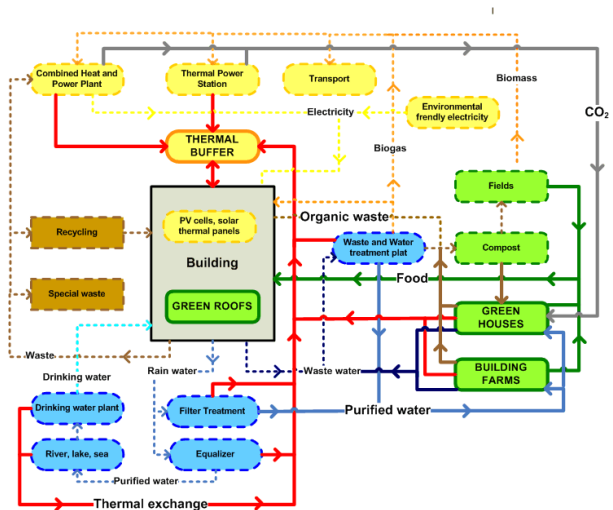 Combined Heat and
Power Plant
Thermal Power
Station
Transport
Biomass
CO2
Electricity
Environmental
frendly electricity
THERMAL
BUFFER
Biogas
Fields
PV cells, solar
thermal panels
Organic waste
Recycling
Waste and Water
treatment plat
Compost
Building
Food
Special waste
GREEN ROOFS
GREEN
HOUSES
Waste
Rain water
Waste water
BUILDING
FARMS
Drinking water
Drinking water plant
Filter Treatment
Purified water
River, lake, sea
Equalizer
Purified water
Thermal exchange